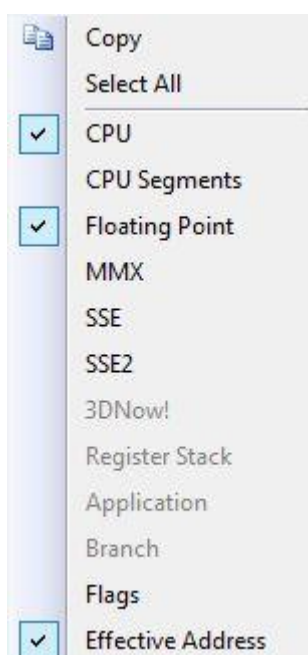 Copy
Select All
CPU
CPU Segments
Floating Point
MMX
SSE
SSE2
3DNow!
Register Stack
Application
Branch
Flags
Effective Address